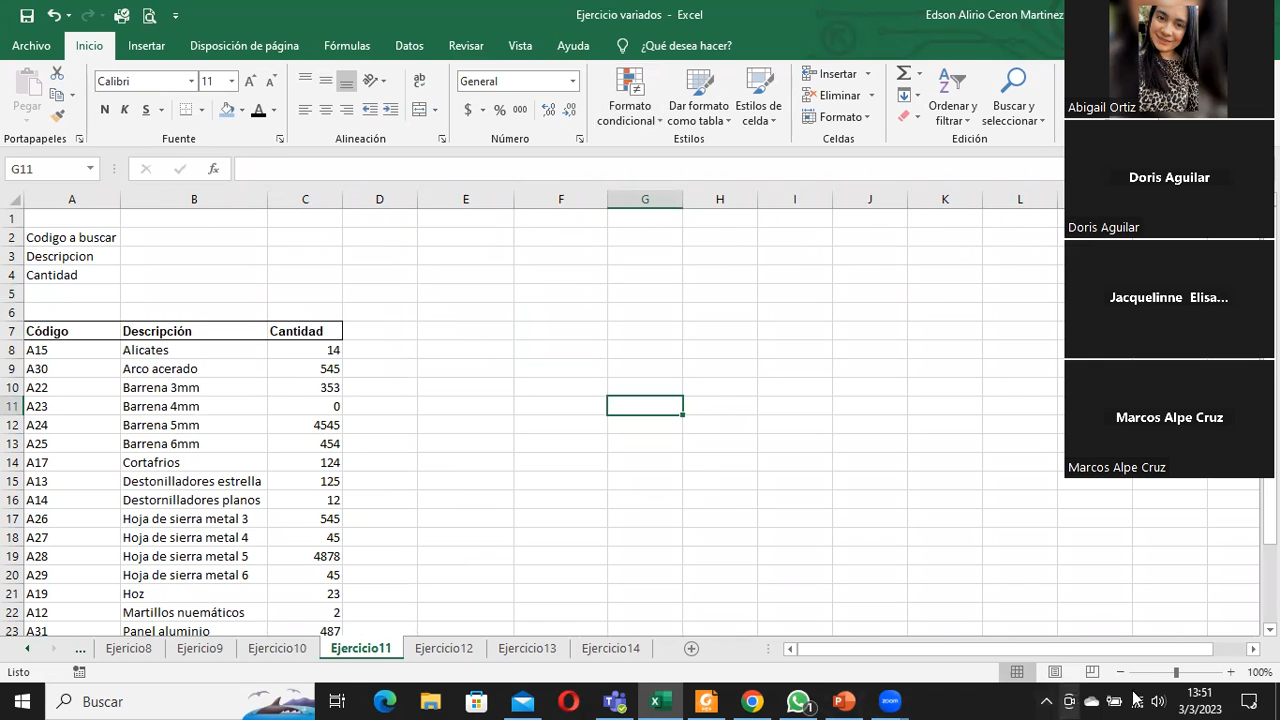 Ejercicio variados - Excel
Edson Alirio Ceron Martinez
Archivo Inicio Insertar Disposición de página Fórmulas Datos Revisar Vista Ayuda ¿Qué desea hacer?
Pegar
Calibri 11
N K S
ab
General
$ % 000
Formato condicional
Dar formato como tabla
Estilos de celda
Insertar
Eliminar
Formato
Ordenar y filtrar
Buscar y seleccionar
Portapapeles Fuente Alineación Número Estilos Celdas Edición
G11 fx
A B C D E F G H I J K L
1
2 Codigo a buscar
3 Descripcion
4 Cantidad
5
6
7 Código Descripción Cantidad
8 A15 Alicates 14
9 A30 Arco acerado 545
10 A22 Barrena 3mm 353
11 A23 Barrena 4mm 0
12 A24 Barrena 5mm 4545
13 A25 Barrena 6mm 454
14 A17 Cortafrios 124
15 A13 Destonilladores estrella 125
16 A14 Destornilladores planos 12
17 A26 Hoja de sierra metal 3 545
18 A27 Hoja de sierra metal 4 45
19 A28 Hoja de sierra metal 5 4878
20 A29 Hoja de sierra metal 6 45
21 A19 Hoz 23
22 A12 Martillos nuemáticos 2
23 A31 Panel aluminio 487
... Ejericio8 Ejericio9 Ejercicio10 Ejercicio11 Ejercicio12 Ejercicio13 Ejercicio14
Listo
100%
Buscar
zoom
1
13:51
3/3/2023
Abigail Ortiz
Doris Aguilar
Doris Aguilar
Jacquelinne Elisa...
Marcos Alpe Cruz
Marcos Alpe Cruz